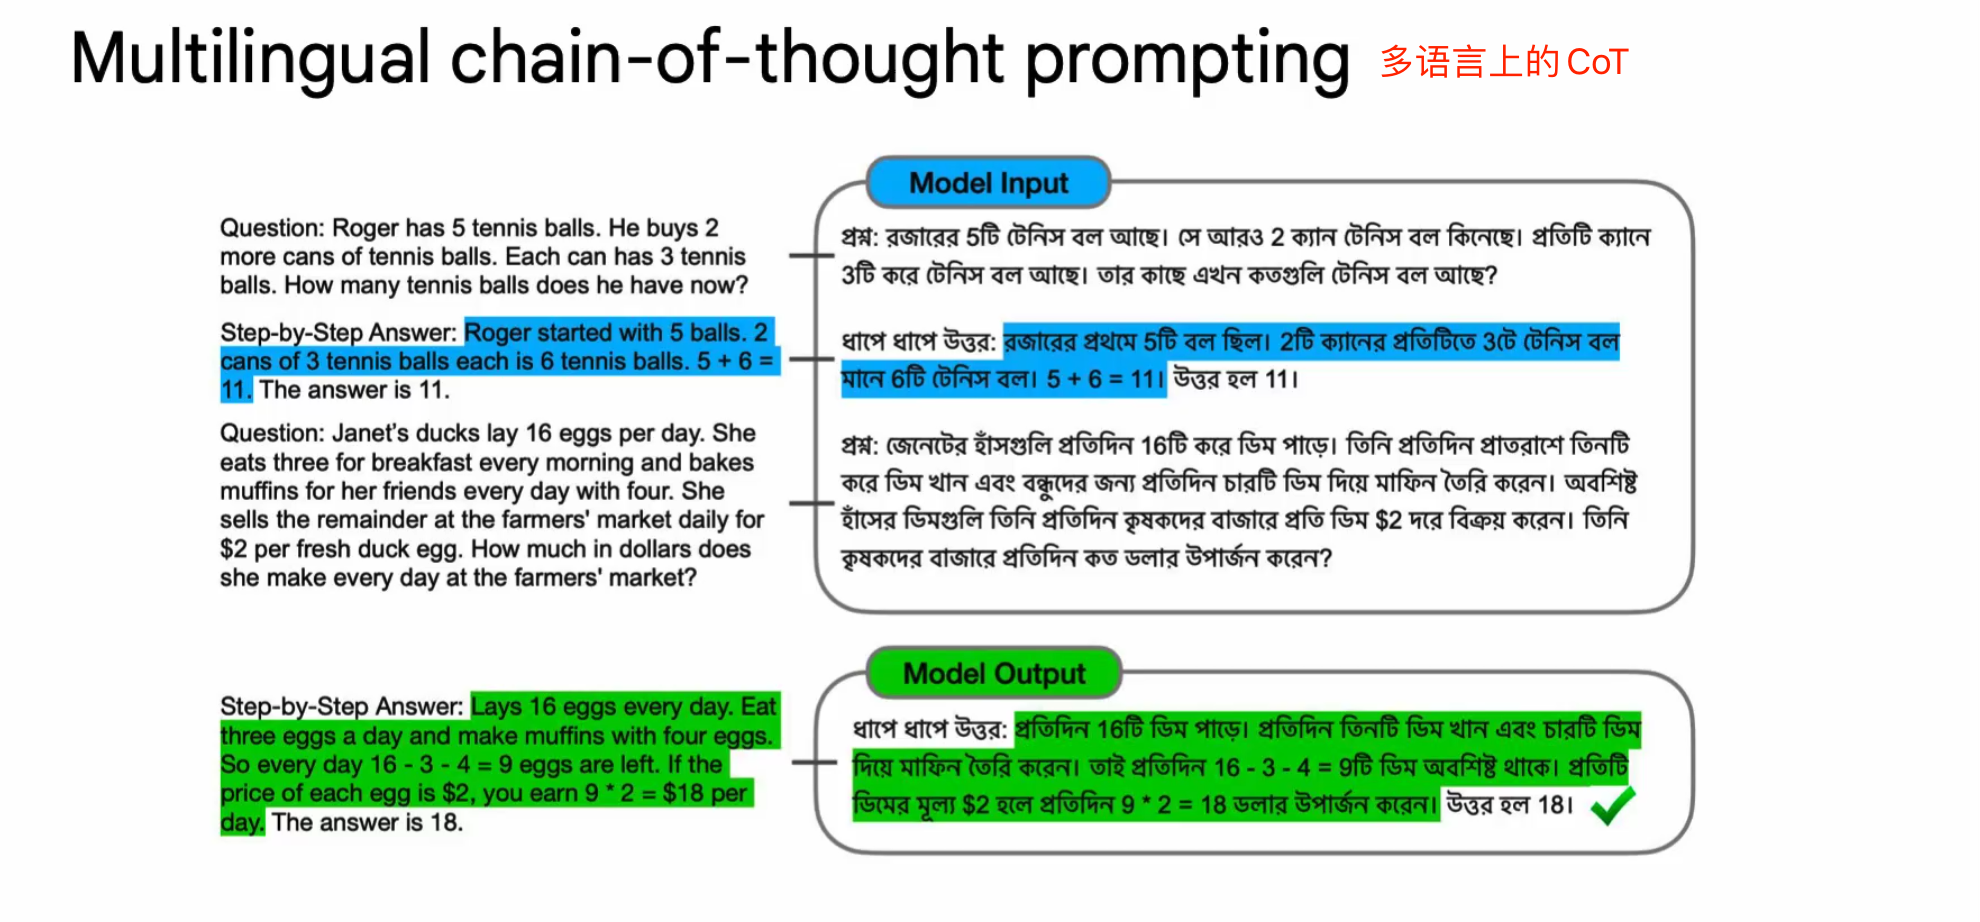 Multilingual chain-of-thought prompting 多语言上的 CoT
Model Input
Question: Roger has 5 tennis balls. He buys 2
more cans of tennis balls. Each can has 3 tennis
balls. How many tennis balls does he have now?
Step-by-Step Answer: Roger started with 5 balls. 2
cans of 3 tennis balls each is 6 tennis balls. 5 + 6 =
11. The answer is 11.
Question: Janet's ducks lay 16 eggs per day. She
eats three for breakfast every morning and bakes
muffins for her friends every day with four. She
sells the remainder at the farmers' market daily for
$2 per fresh duck egg. How much in dollars does
she make every day at the farmers' market?
প্রশ্ন: রজারের 5টি টেনিস বল আছে। সে আরও 2 ক্যান টেনিস বল কিনেছে। প্রতিটি ক্যানে
3টি করে টেনিস বল আছে। তার কাছে এখন কতগুলি টেনিস বল আছে?
ধাপে ধাপে উত্তর: রজারের প্রথমে 5টি বল ছিল। 2টি ক্যানের প্রতিটিতে 3টে টেনিস বল
মানে 6টি টেনিস বল। 5 + 6 = 11। উত্তর হল 11।
প্রশ্ন: জেনেটের হাঁসগুলি প্রতিদিন 16টি করে ডিম পাড়ে। তিনি প্রতিদিন প্রাতরাশে তিনটি
করে ডিম খান এবং বন্ধুদের জন্য প্রতিদিন চারটি ডিম দিয়ে মাফিন তৈরি করেন। অবশিষ্ট
হাঁসের ডিমগুলি তিনি প্রতিদিন কৃষকদের বাজারে প্রতি ডিম $2 দরে বিক্রয় করেন। তিনি
কৃষকদের বাজারে প্রতিদিন কত ডলার উপার্জন করেন?
Model Output
Step-by-Step Answer: Lays 16 eggs every day. Eat
three eggs a day and make muffins with four eggs.
So every day 16 - 3 - 4 = 9 eggs are left. If the
price of each egg is $2, you earn 9 * 2 = $18 per
day. The answer is 18.
ধাপে ধাপে উত্তর: প্রতিদিন 16টি ডিম পাড়ে। প্রতিদিন তিনটি ডিম খান এবং চারটি ডিম
দিয়ে মাফিন তৈরি করেন। তাই প্রতিদিন 16 - 3 - 4 = 9টি ডিম অবশিষ্ট থাকে। প্রতিটি
ডিমের মূল্য $2 হলে প্রতিদিন 9 * 2 = 18 ডলার উপার্জন করেন। উত্তর হল 18।